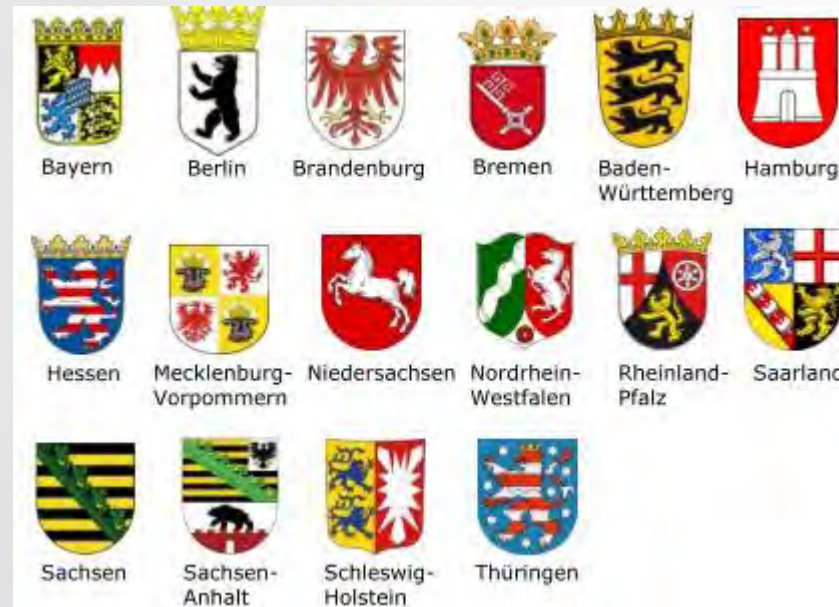 Bayern
Berlin
Brandenburg
Bremen
Baden-
Württemberg
Hamburg
Hessen
Mecklenburg-
Vorpommern
Niedersachsen
Nordrhein-
Westfalen
Rheinland-
Pfalz
Saarland
Sachsen
Sachsen-
Anhalt
Schleswig-
Holstein
Thüringen